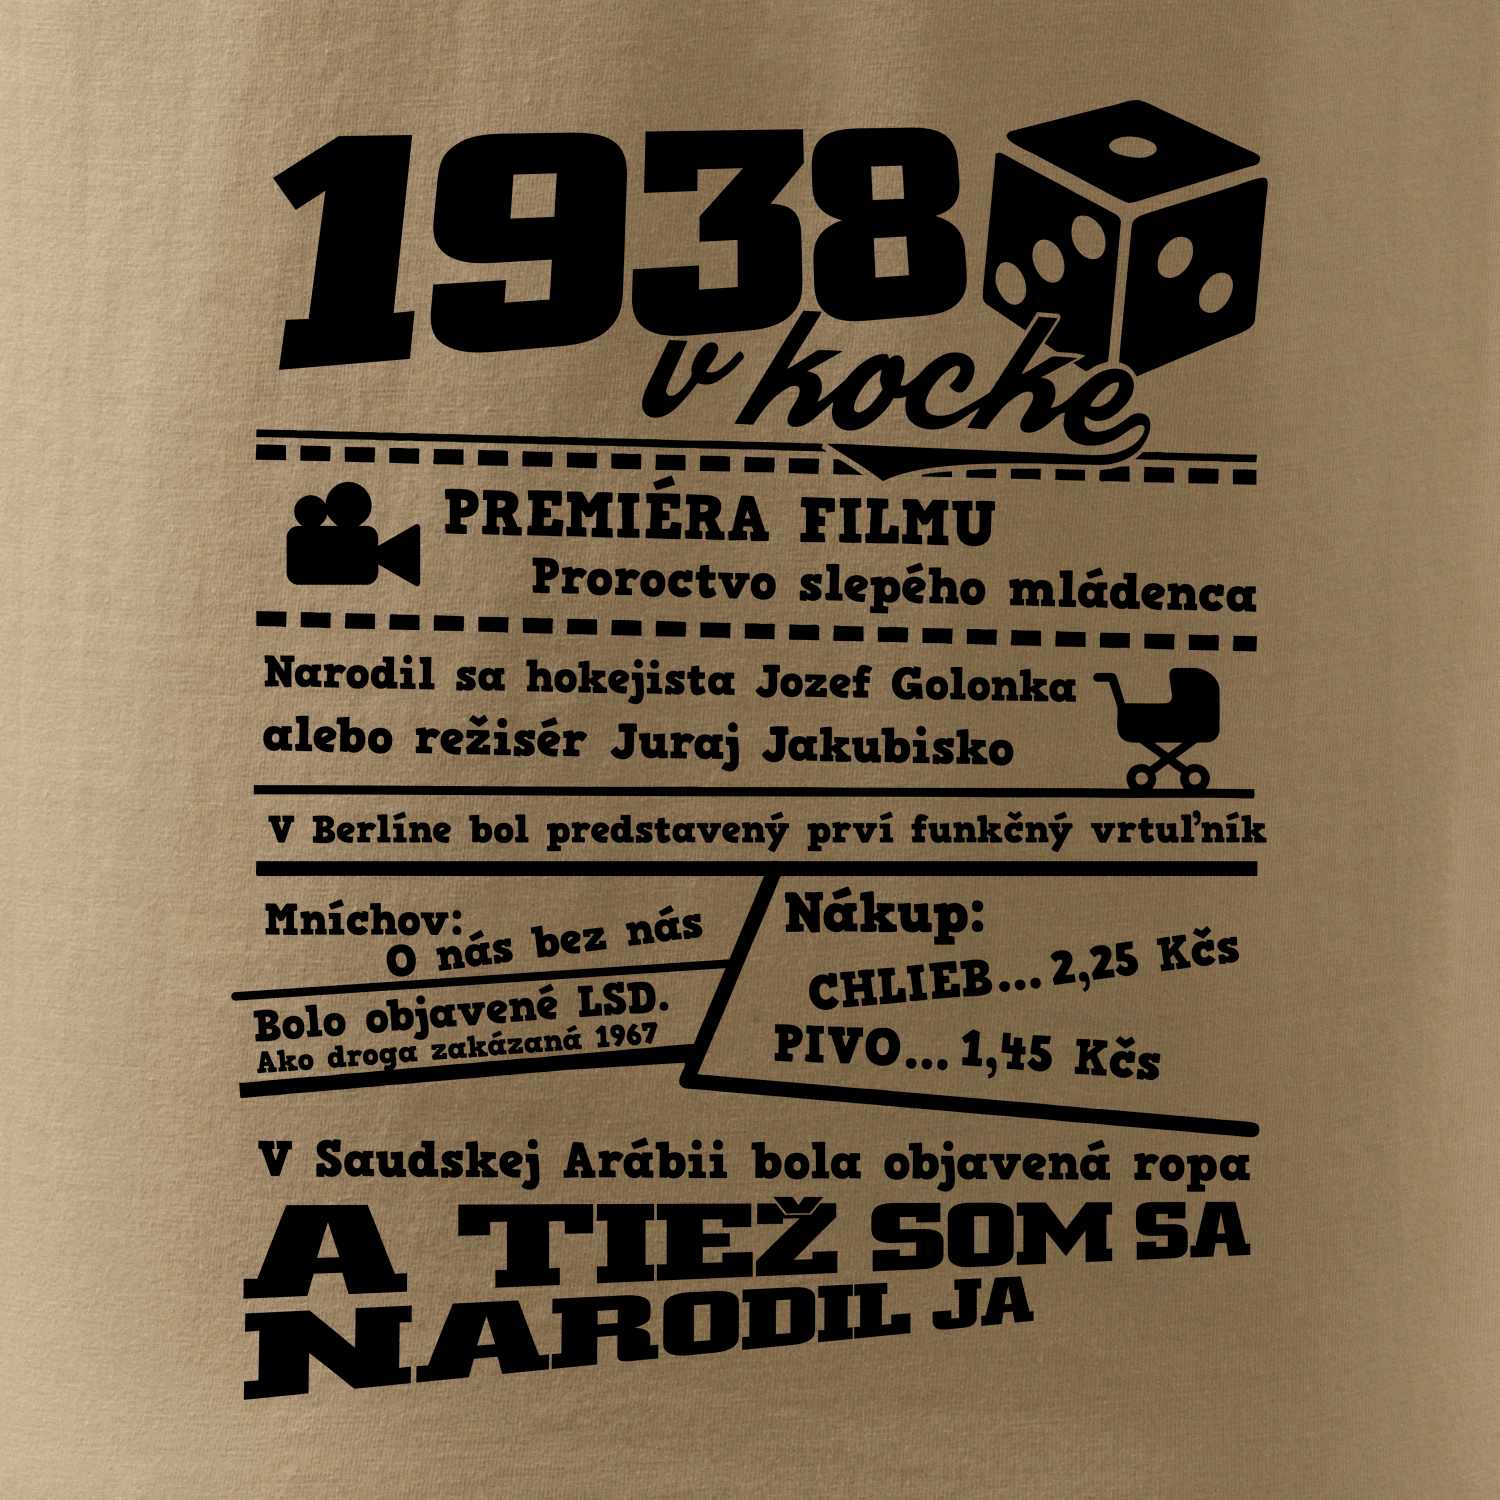 1938
v kocke
PREMIÉRA FILMU
Proroctvo slepého mládenca
Narodil sa hokejista Jozef Golonka
alebo režisér Juraj Jakubisko
V Berlíne bol predstavený prví funkčný vrtuľník
Mníchov:
O nás bez nás
Bolo objavené LSD.
Ako droga zakázaná 1967
Nákup:
CHLIEB...2,25 Kčs
PIVO...1,45 Kčs
V Saudskej Arábii bola objavená ropa
A TIEŽ SOM SA
NARODIL JA